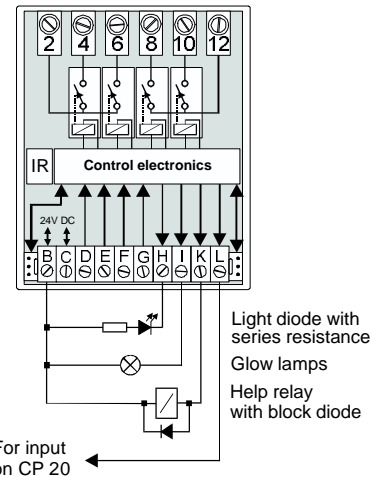 2 4 6 8 10 12
IR Control electronics
24V DC
B C D E F G H I K L
Light diode with
series resistance
Glow lamps
Help relay
with block diode
For input
on CP 20